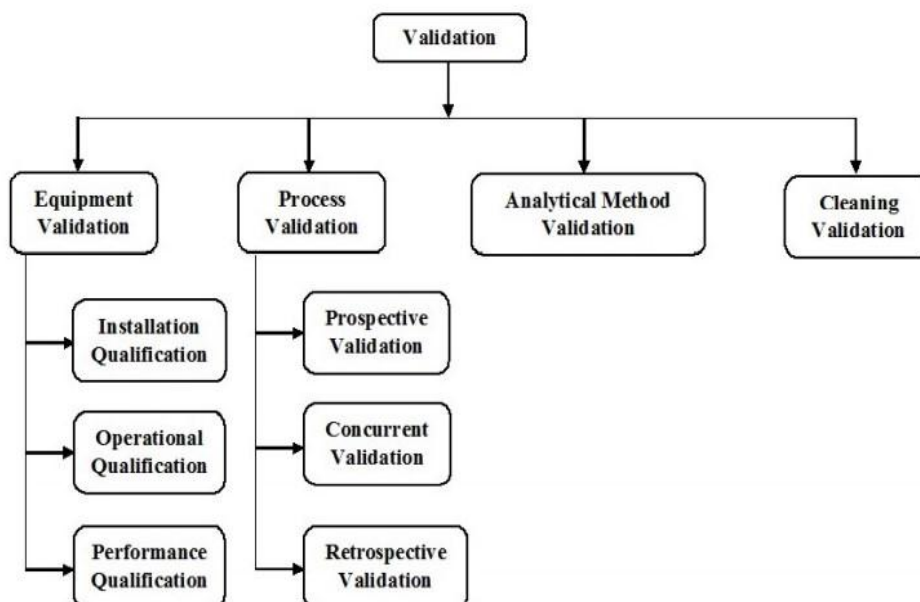 Validation
Equipment
Validation
Process
Validation
Analytical Method
Validation
Cleaning
Validation
Installation
Qualification
Operational
Qualification
Performance
Qualification
Prospective
Validation
Concurrent
Validation
Retrospective
Validation